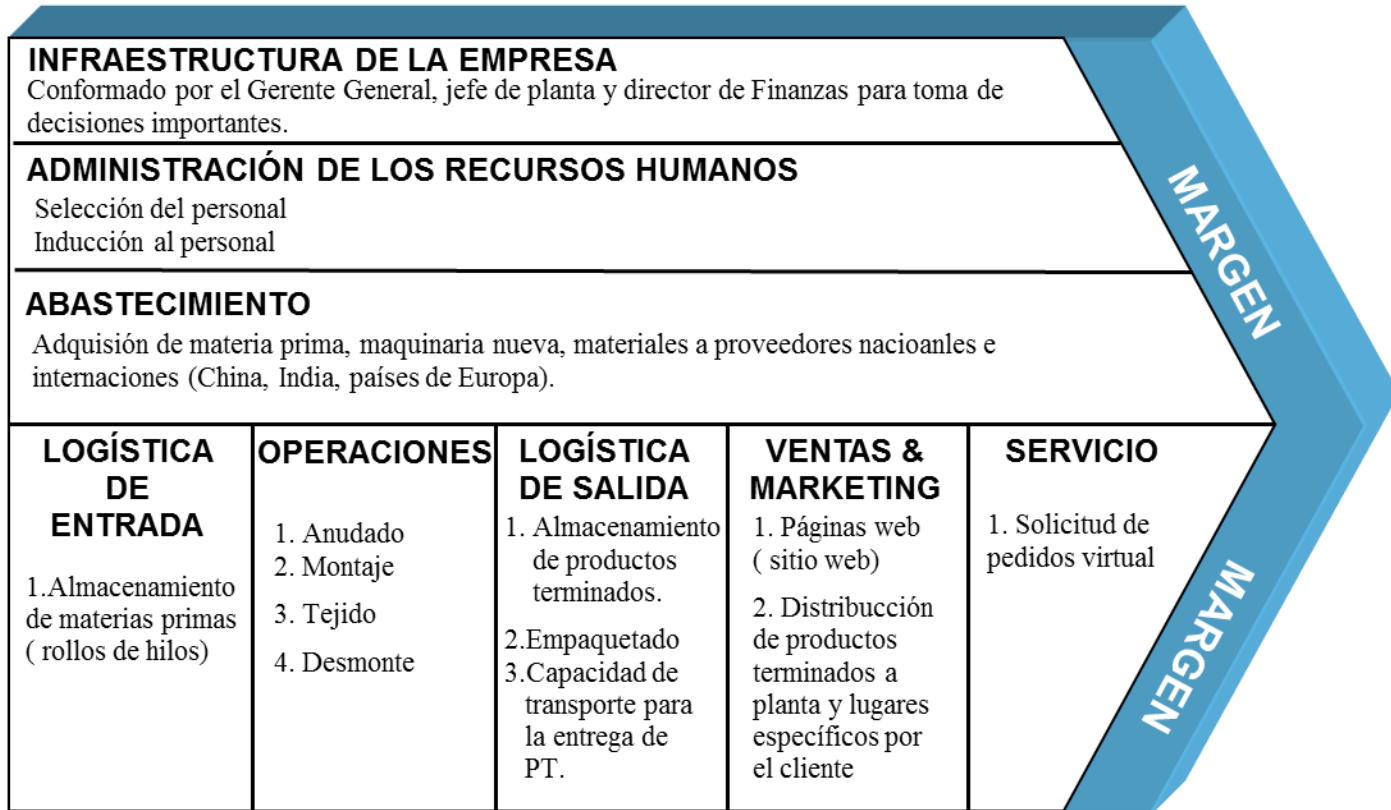 INFRAESTRUCTURA DE LA EMPRESA
Conformado por el Gerente General, jefe de planta y director de Finanzas para toma de
decisiones importantes.
ADMINISTRACIÓN DE LOS RECURSOS HUMANOS
Selección del personal
Inducción al personal
ABASTECIMIENTO
Adquisión de materia prima, maquinaria nueva, materiales a proveedores nacioanles e
internaciones (China, India, países de Europa).
LOGÍSTICA
DE
ENTRADA
1.Almacenamiento
de materias primas
( rollos de hilos)
OPERACIONES
1. Anudado
2. Montaje
3. Tejido
4. Desmonte
LOGÍSTICA
DE SALIDA
1. Almacenamiento
de productos
terminados.
2.Empaquetado
3.Capacidad de
transporte para
la entrega de
PT.
VENTAS &
MARKETING
1. Páginas web
( sitio web)
2. Distribucción
de productos
terminados a
planta y lugares
específicos por
el cliente
SERVICIO
1. Solicitud de
pedidos virtual
MARGEN
MARGEN